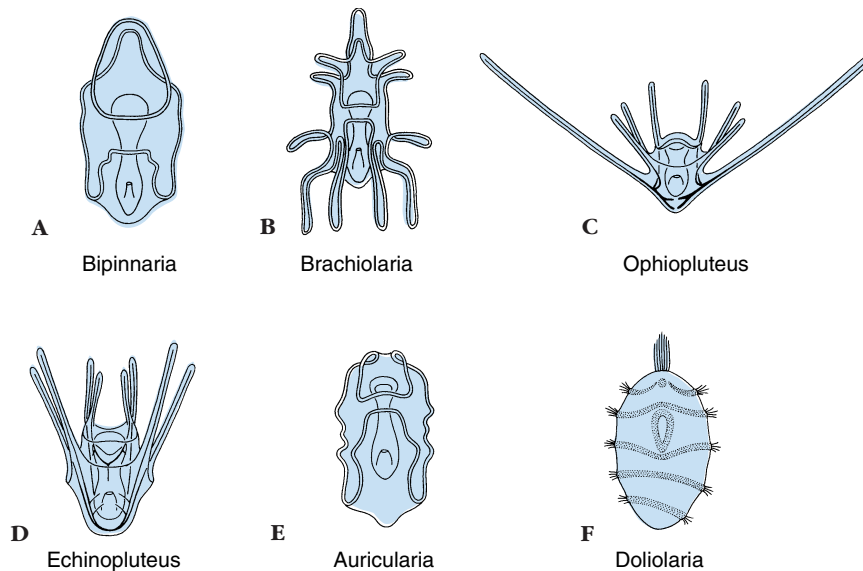 A
Bipinnaria
B
Brachiolaria
C
Ophiopluteus
D
Echinopluteus
E
Auricularia
F
Doliolaria